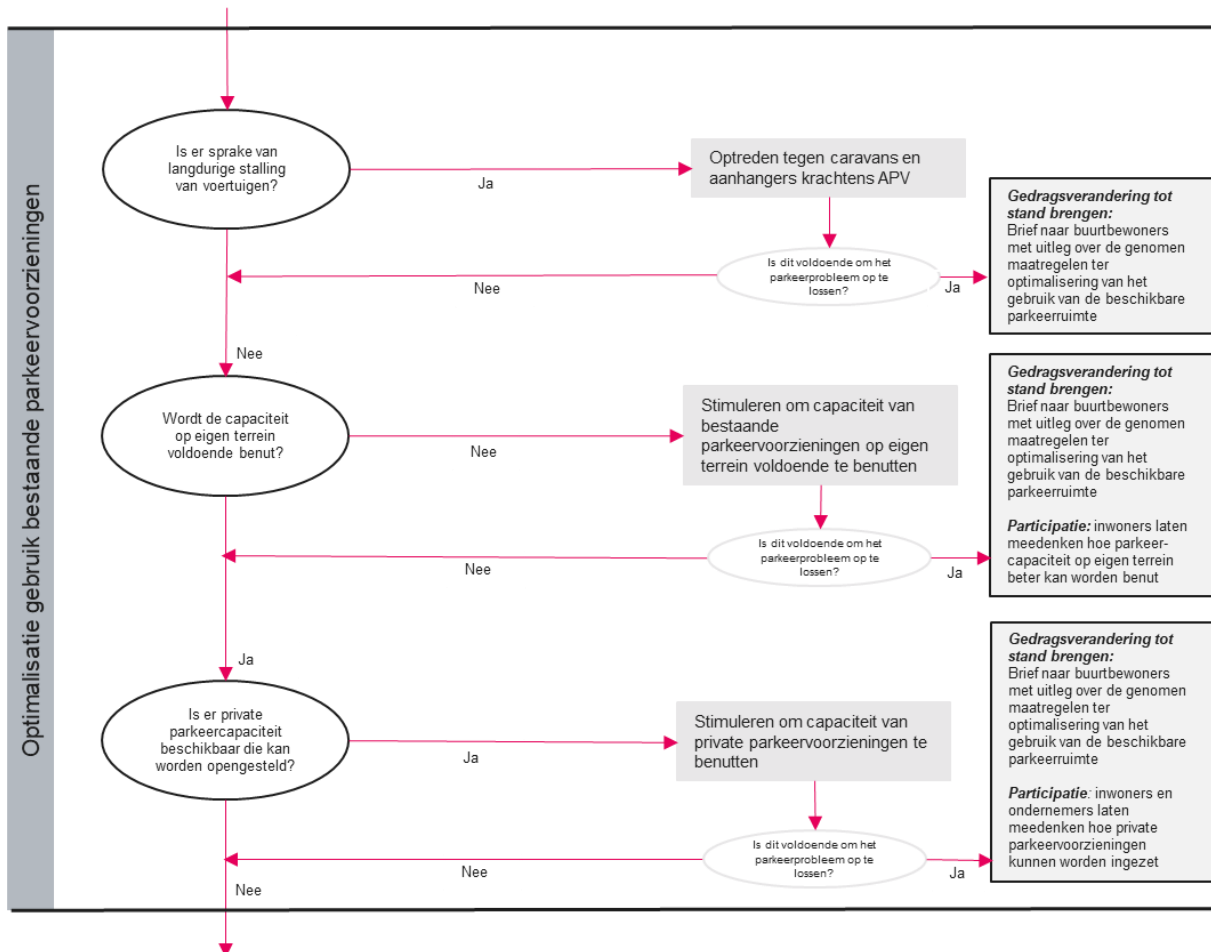 Optimalisatie gebruik bestaande parkeervoorzieningen
Is er sprake van
langdurige stalling
van voertuigen?
Ja
Optreden tegen caravans en
aanhangers krachtens APV
Is dit voldoende om het
parkeerprobleem op te
lossen?
Nee
Ja
Gedragsverandering tot
stand brengen:
Brief naar buurtbewoners
met uitleg over de genomen
maatregelen ter
optimalisering van het
gebruik van de beschikbare
parkeerruimte
Nee
Wordt de capaciteit
op eigen terrein
voldoende benut?
Nee
Stimuleren om capaciteit van
bestaande
parkeervoorzieningen op eigen
terrein voldoende te benutten
Is dit voldoende om het
parkeerprobleem op te
lossen?
Nee
Ja
Gedragsverandering tot
stand brengen:
Brief naar buurtbewoners
met uitleg over de genomen
maatregelen ter
optimalisering van het
gebruik van de beschikbare
parkeerruimte
Participatie: inwoners laten
meedenken hoe parkeer-
capaciteit op eigen terrein
beter kan worden benut
Ja
Is er private
parkeercapaciteit
beschikbaar die kan
worden opengesteld?
Ja
Stimuleren om capaciteit van
private parkeervoorzieningen te
benutten
Is dit voldoende om het
parkeerprobleem op te
lossen?
Nee
Ja
Gedragsverandering tot
stand brengen:
Brief naar buurtbewoners
met uitleg over de genomen
maatregelen ter
optimalisering van het
gebruik van de beschikbare
parkeerruimte
Participatie: inwoners en
ondernemers laten
meedenken hoe private
parkeervoorzieningen
kunnen worden ingezet
Nee